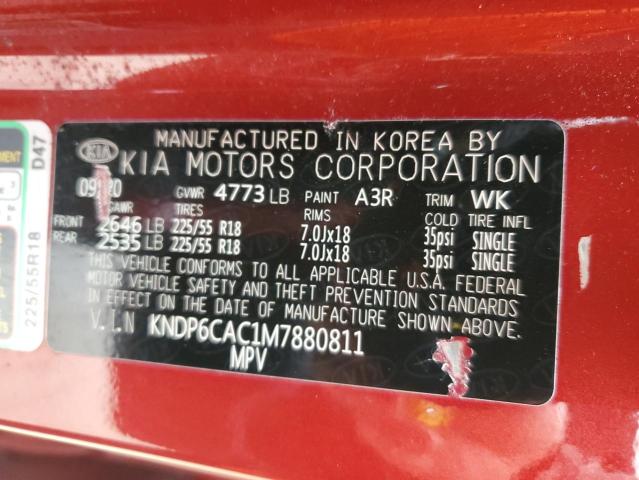 MANUFACTURED IN KOREA BY
KIA KIA MOTORS CORPORATION
GVWR 4773 LB PAINT A3R TRIM WK
GAWR TIRES RIMS COLD TIRE INFL
FRONT 2646 LB 225/55 R18 7.0Jx18 35psi SINGLE
REAR 2535 LB 225/55 R18 7.0Jx18 35psi SINGLE
THIS VEHICLE CONFORMS TO ALL APPLICABLE U.S.A. FEDERAL
MOTOR VEHICLE SAFETY AND THEFT PREVENTION STANDARDS
IN EFFECT ON THE DATE OF MANUFACTURE SHOWN ABOVE.
V.I.N KNDP6CAC1M7880811
MPV
D47
225/55R18